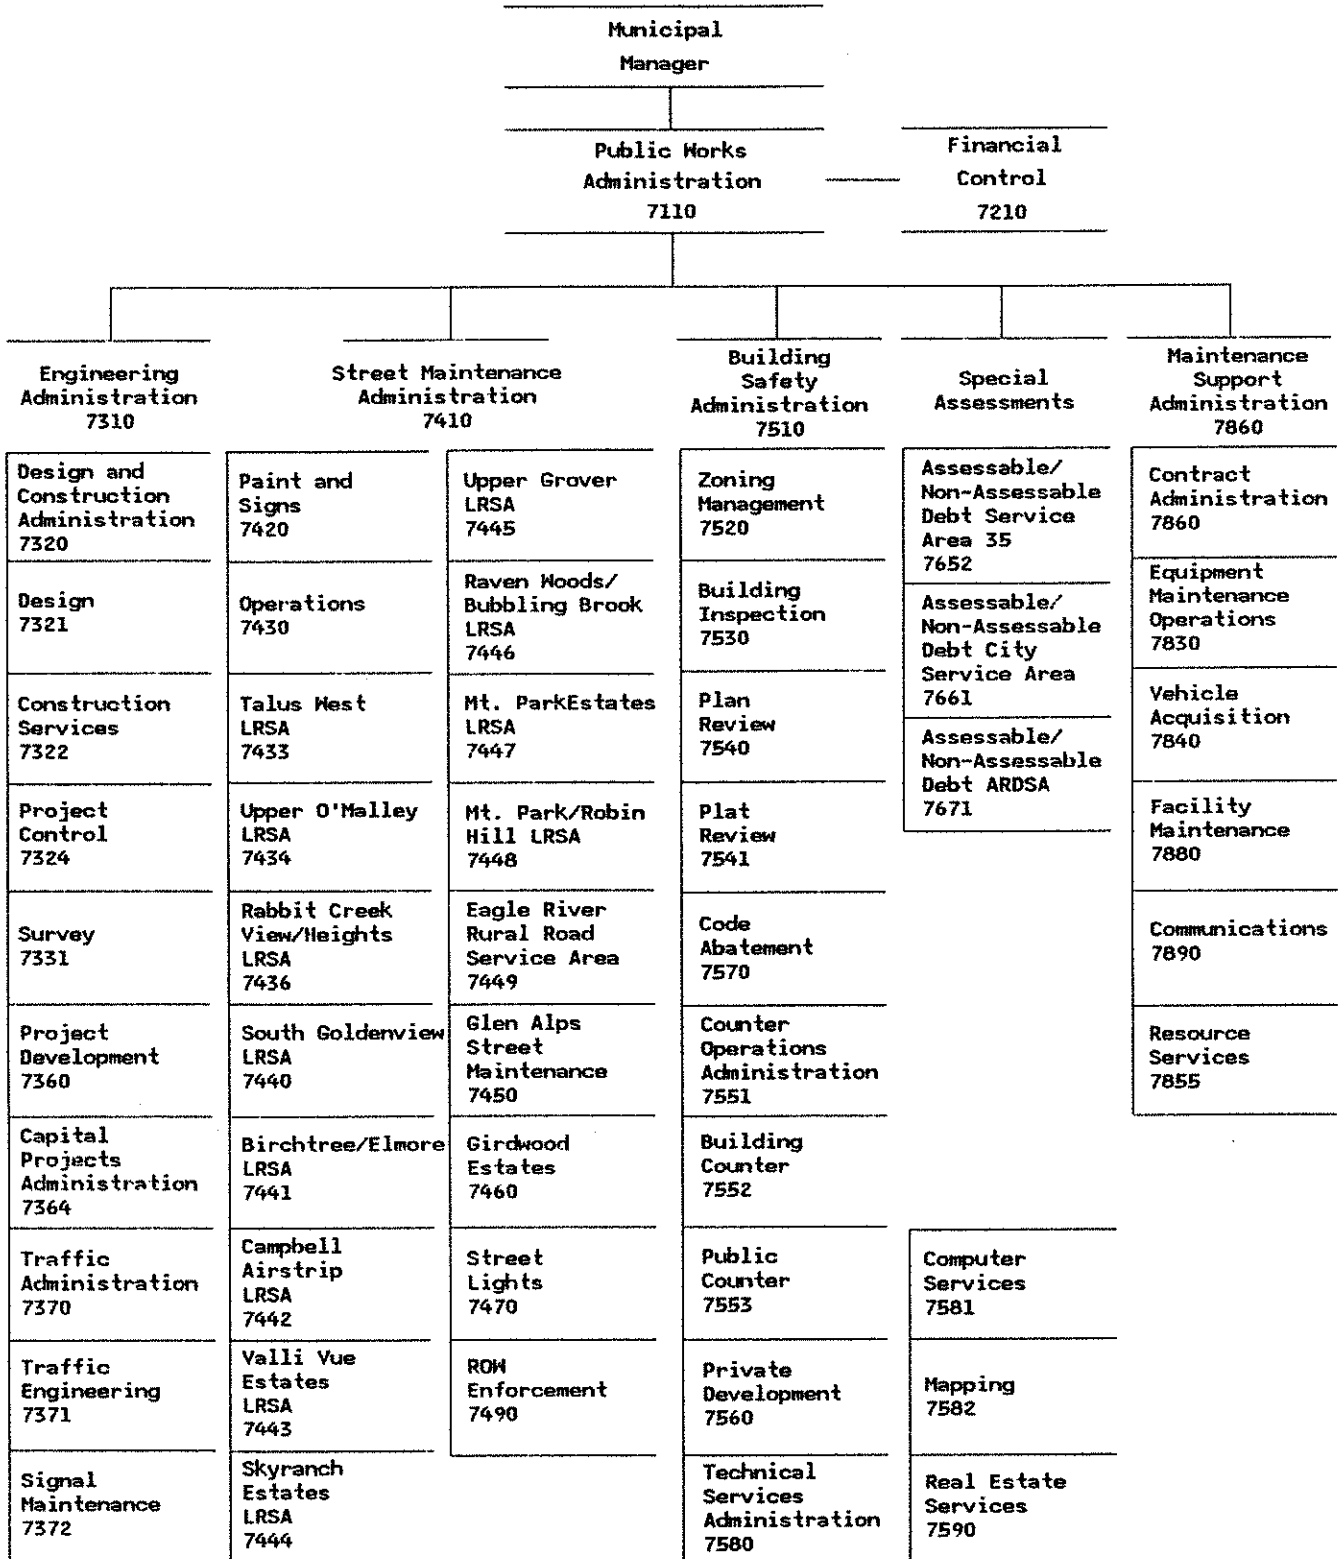 Municipal
Manager
Public Works
Administration
7110
Financial
Control
7210
Engineering
Administration
7310
Street Maintenance
Administration
7410
Building
Safety
Administration
7510
Special
Assessments
Maintenance
Support
Administration
7860
Design and
Construction
Administration
7320
Design
7321
Construction
Services
7322
Project
Control
7324
Survey
7331
Project
Development
7360
Capital
Projects
Administration
7364
Traffic
Administration
7370
Traffic
Engineering
7371
Signal
Maintenance
7372
Paint and
Signs
7420
Operations
7430
Talus West
LRSA
7433
Upper O'Malley
LRSA
7434
Rabbit Creek
View/Heights
LRSA
7436
South Goldenview
LRSA
7440
Birchtree/Elmore
LRSA
7441
Campbell
Airstrip
LRSA
7442
Valli Vue
Estates
LRSA
7443
Skyranch
Estates
LRSA
7444
Upper Grover
LRSA
7445
Raven Woods/
Bubbling Brook
LRSA
7446
Mt. ParkEstates
LRSA
7447
Mt. Park/Robin
Hill LRSA
7448
Eagle River
Rural Road
Service Area
7449
Glen Alps
Street
Maintenance
7450
Girdwood
Estates
7460
Street
Lights
7470
ROW
Enforcement
7490
Zoning
Management
7520
Building
Inspection
7530
Plan
Review
7540
Plat
Review
7541
Code
Abatement
7570
Counter
Operations
Administration
7551
Building
Counter
7552
Public
Counter
7553
Private
Development
7560
Technical
Services
Administration
7580
Assessable/
Non-Assessable
Debt Service
Area 35
7652
Assessable/
Non-Assessable
Debt City
Service Area
7661
Assessable/
Non-Assessable
Debt ARDSA
7671
Computer
Services
7581
Mapping
7582
Real Estate
Services
7590
Contract
Administration
7860
Equipment
Maintenance
Operations
7830
Vehicle
Acquisition
7840
Facility
Maintenance
7880
Communications
7890
Resource
Services
7855